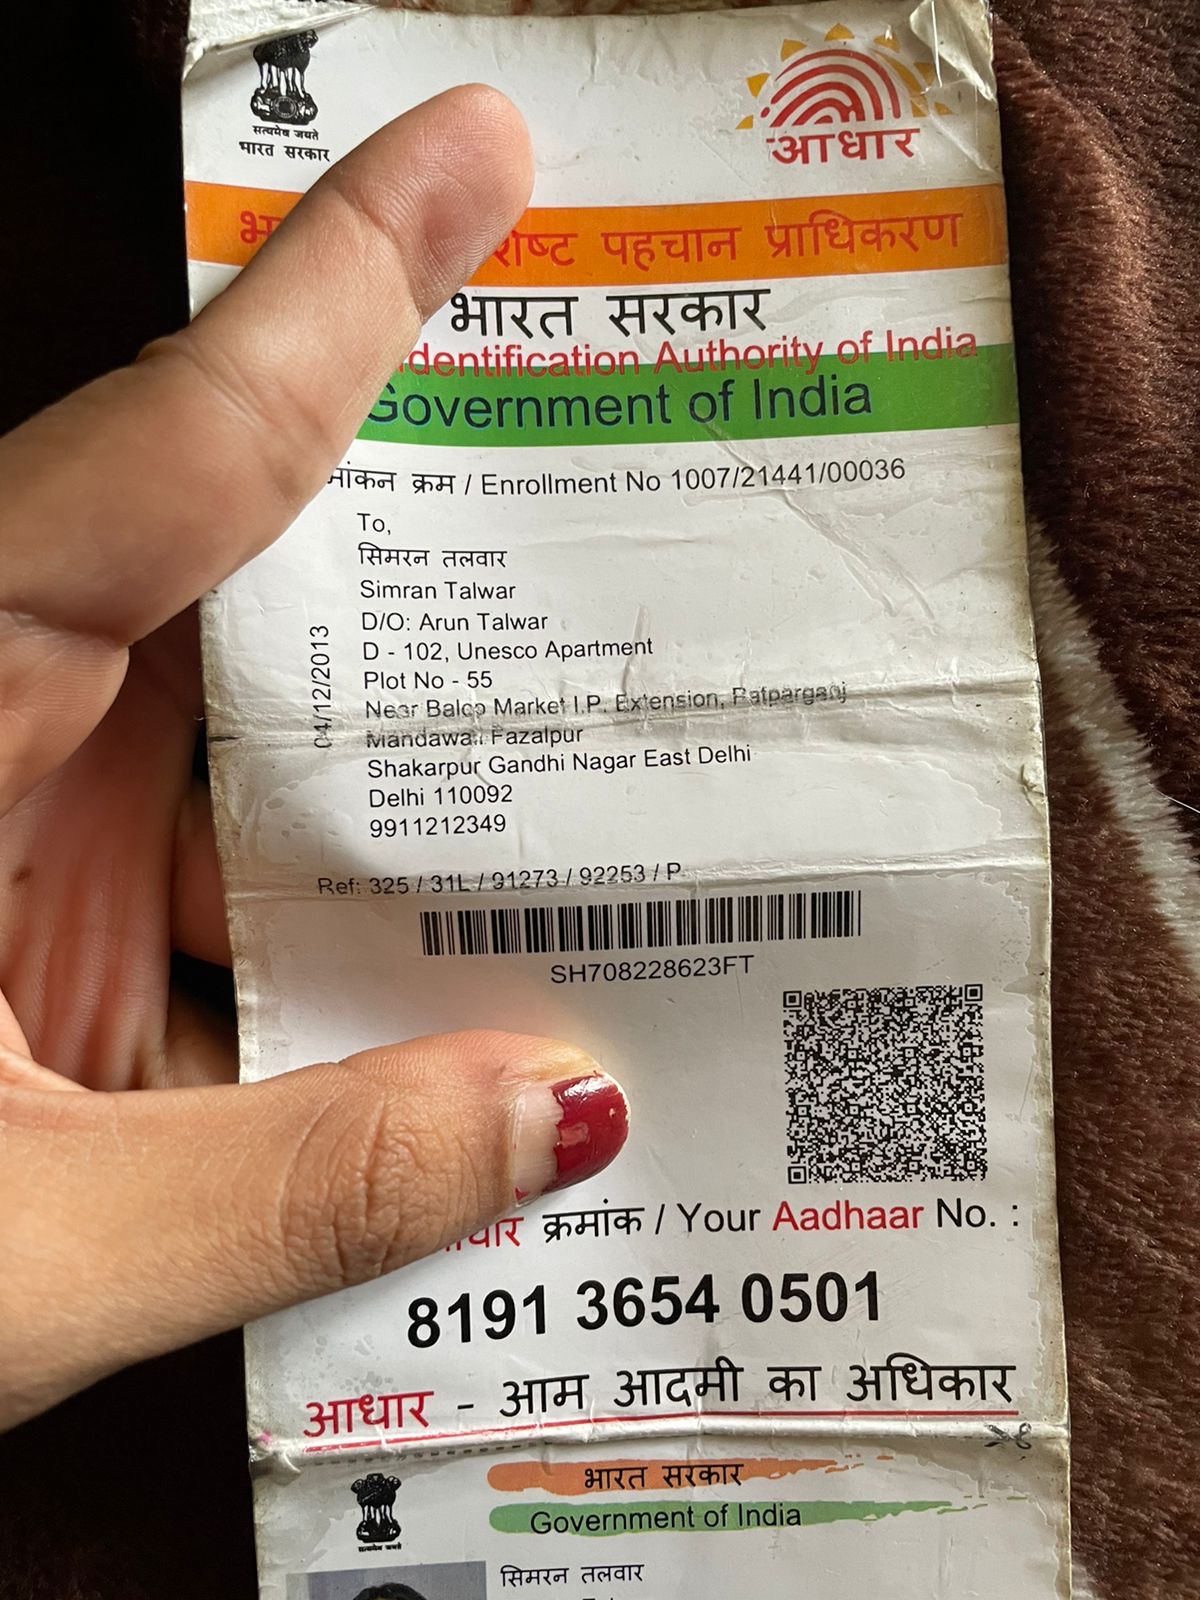 सत्यमेव जयते
भारत सरकार
आधार
पहचान प्राधिकरण
भारत सरकार
Authority of India
Government of India
क्रम / Enrollment No 1007/21441/00036
To,
सिमरन तलवार
Simran Talwar
D/O: Arun Talwar
D - 102, Unesco Apartment
Plot No - 55
Near Balco Market I.P. Extension, Patparganj
Mandawali Fazalpur
Shakarpur Gandhi Nagar East Delhi
Delhi 110092
9911212349
04/12/2013
Ref: 325 / 31L / 91273 / 92253 / P
SH708228623FT
क्रमांक / Your Aadhaar No. :
8191 3654 0501
आधार - आम आदमी का अधिकार
भारत सरकार
Government of India
सत्यमेव जयते
सिमरन तलवार